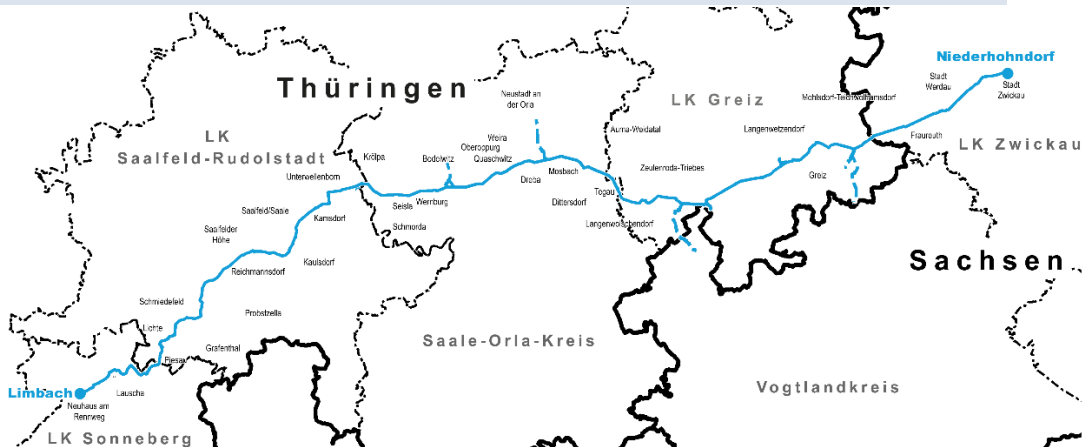 Niederhohndorf
Stadt
Werdau
Stadt
Zwickau
Thüringen
Neustadt an
der Orla
LK Greiz
Mohlsdorf-Teichwolframsdorf
LK
Saalfeld-Rudolstadt
Auma-Weidatal
Langenwetzendorf
Fraureuth
LK Zwickau
Weira
Oberoppurg
Quaschwitz
Krölpa
Bodelwitz
Unterwellenborn
Mosbach
Zeulenroda-Triebes
Greiz
Dreba
Tegau
Seisla
Wernburg
Dittersdorf
Saalfeld/Saale
Kamsdorf
Schmorda
Langenwolschendorf
Saalfelder
Höhe
Kaulsdorf
Sachsen
Reichmannsdorf
Schmiedefeld
Probstzella
Lichte
Saale-Orla-Kreis
Piesau
Gräfenthal
Vogtlandkreis
Limbach
Lauscha
Neuhaus am
Rennweg
LK Sonneberg